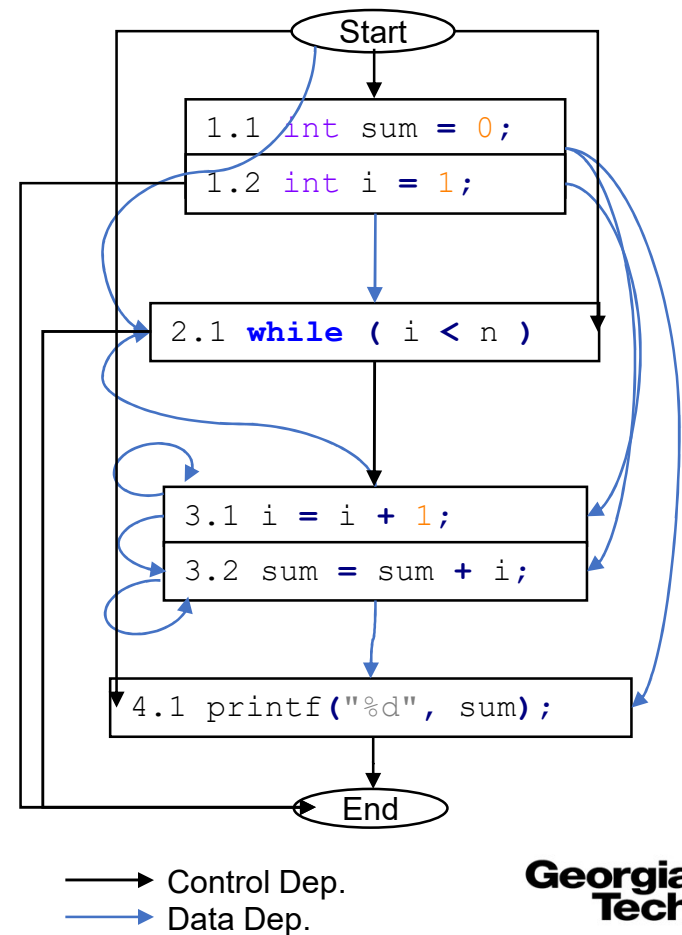 Start
1.1 int sum = 0;
1.2 int i = 1;
2.1 while ( i < n )
3.1 i = i + 1;
3.2 sum = sum + i;
4.1 printf("%d", sum);
End
Control Dep.
Data Dep.
Georgia
Tech